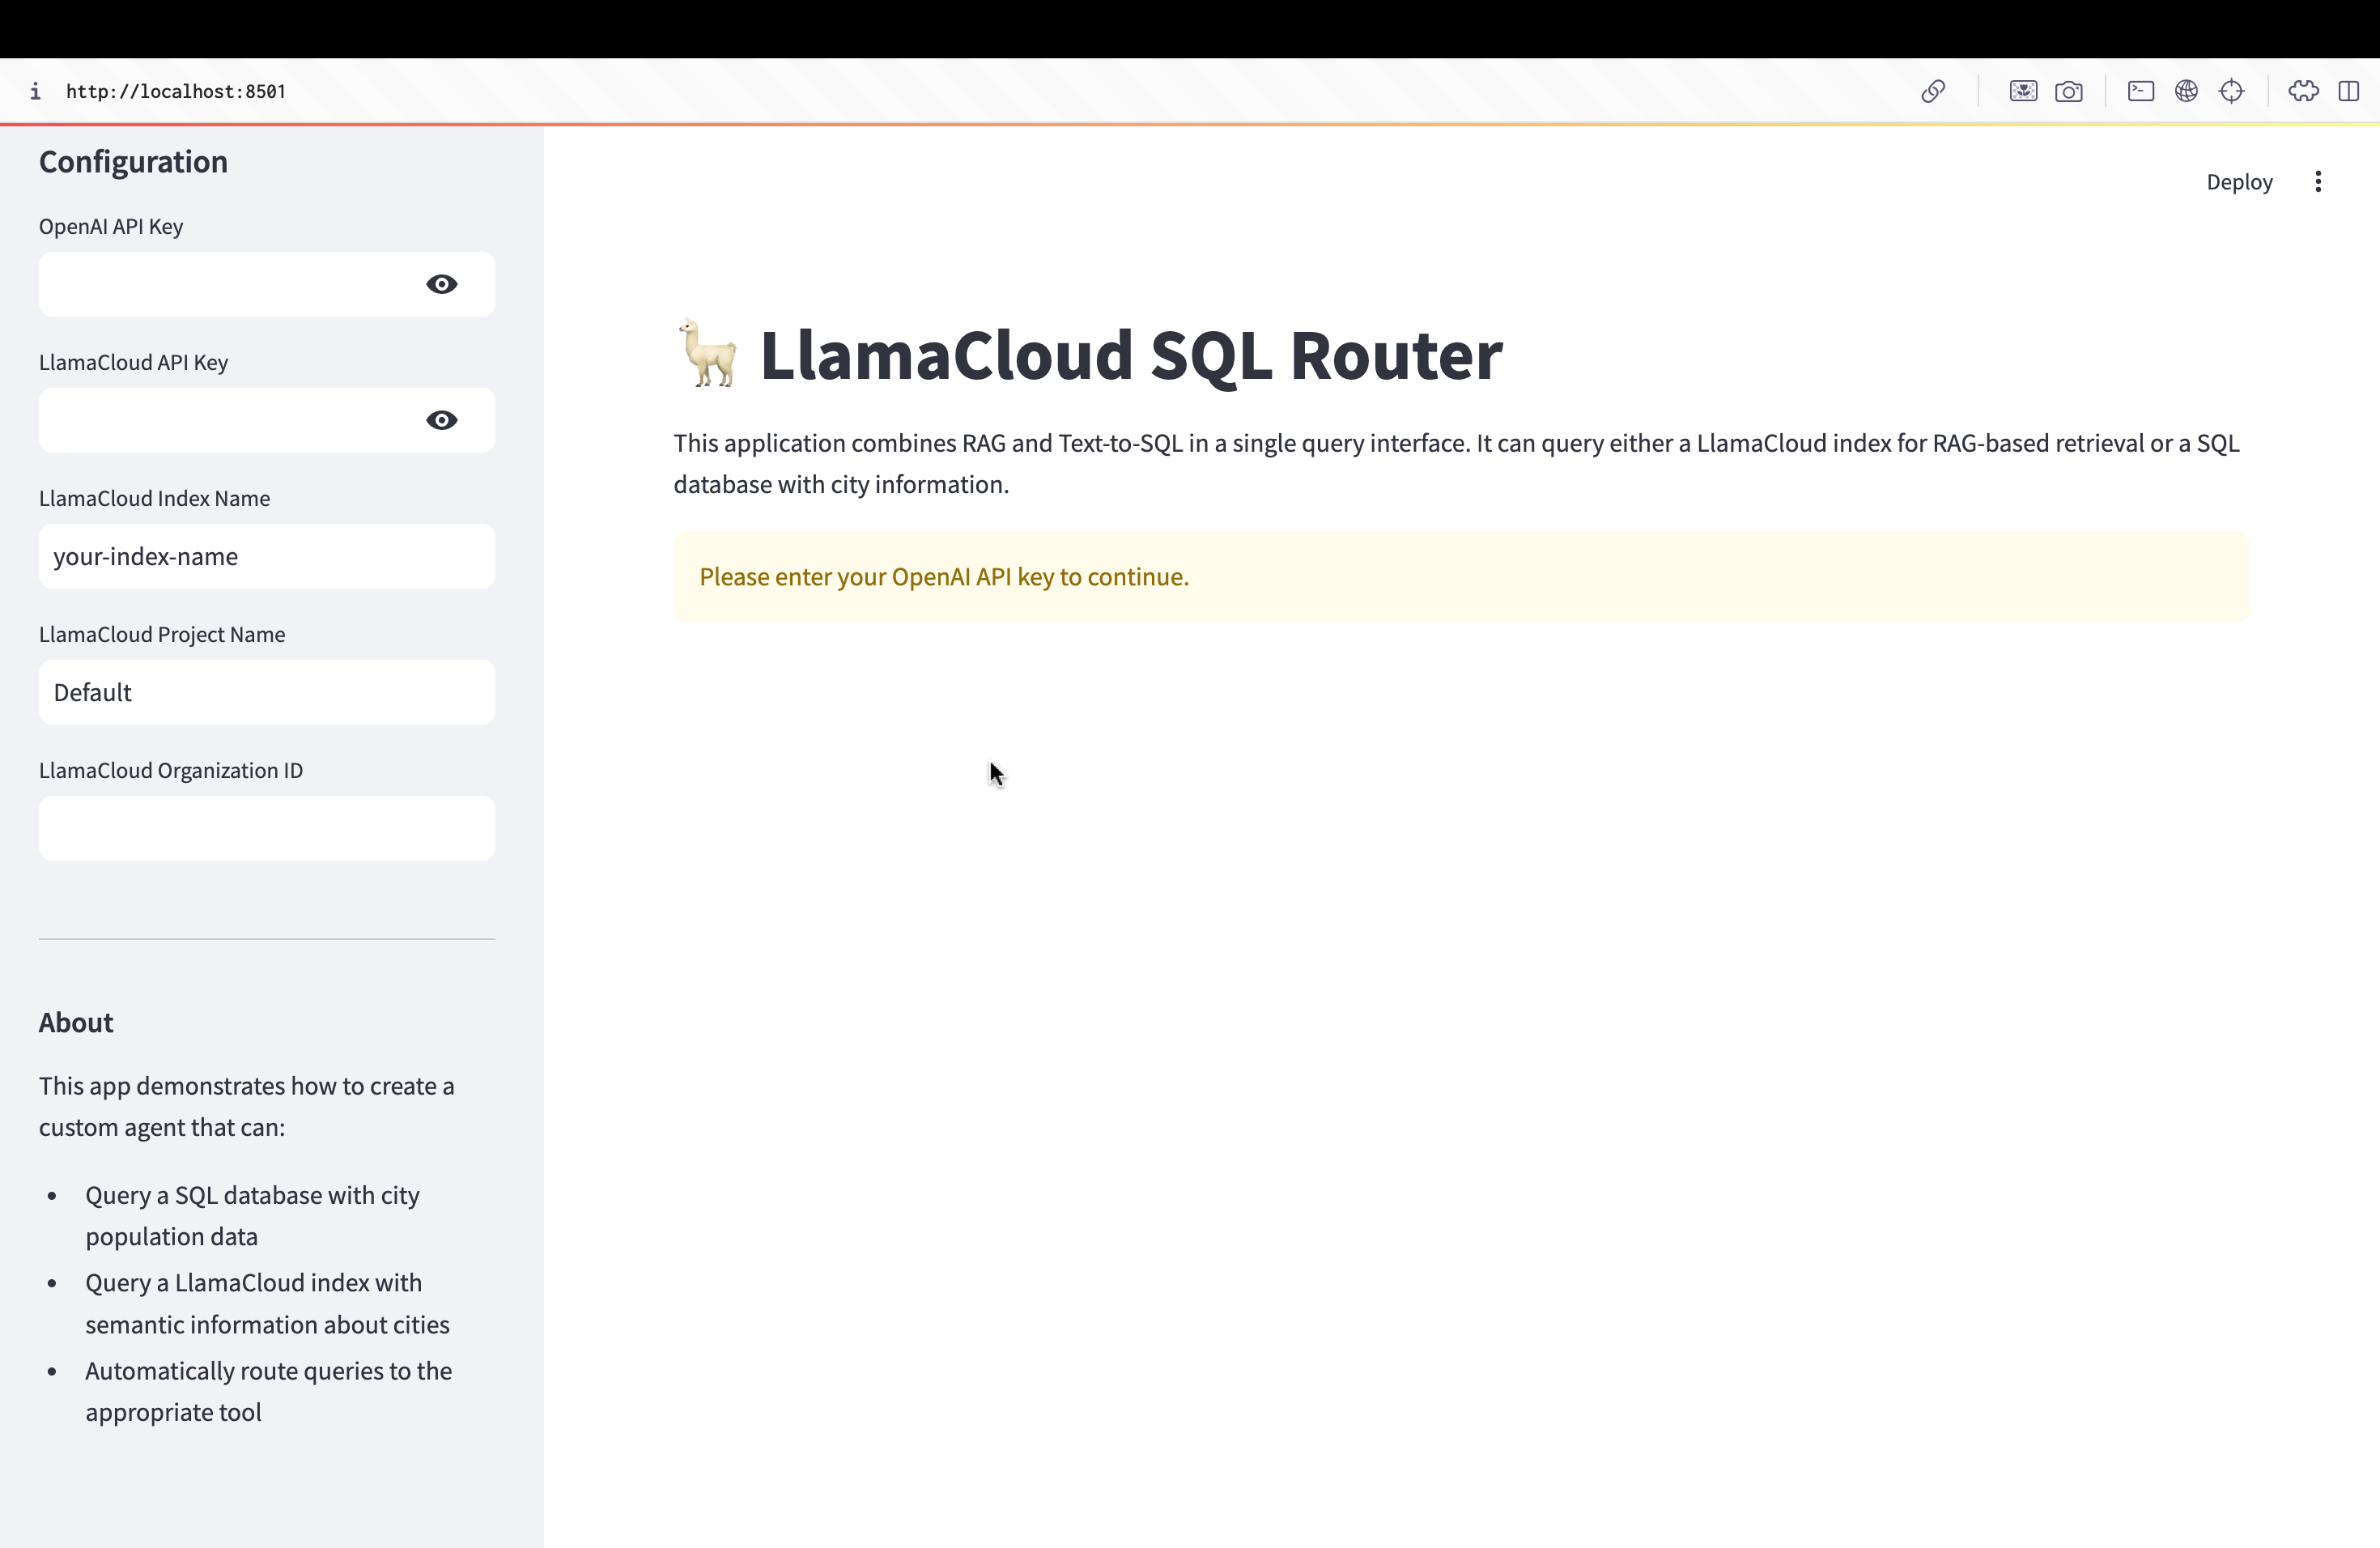 http://localhost:8501
Configuration
OpenAI API Key
LlamaCloud API Key
LlamaCloud Index Name
your-index-name
LlamaCloud Project Name
Default
LlamaCloud Organization ID
About
This app demonstrates how to create a
custom agent that can:
Query a SQL database with city
population data
Query a LlamaCloud index with
semantic information about cities
Automatically route queries to the
appropriate tool
Deploy
LlamaCloud SQL Router
This application combines RAG and Text-to-SQL in a single query interface. It can query either a LlamaCloud index for RAG-based retrieval or a SQL
database with city information.
Please enter your OpenAI API key to continue.